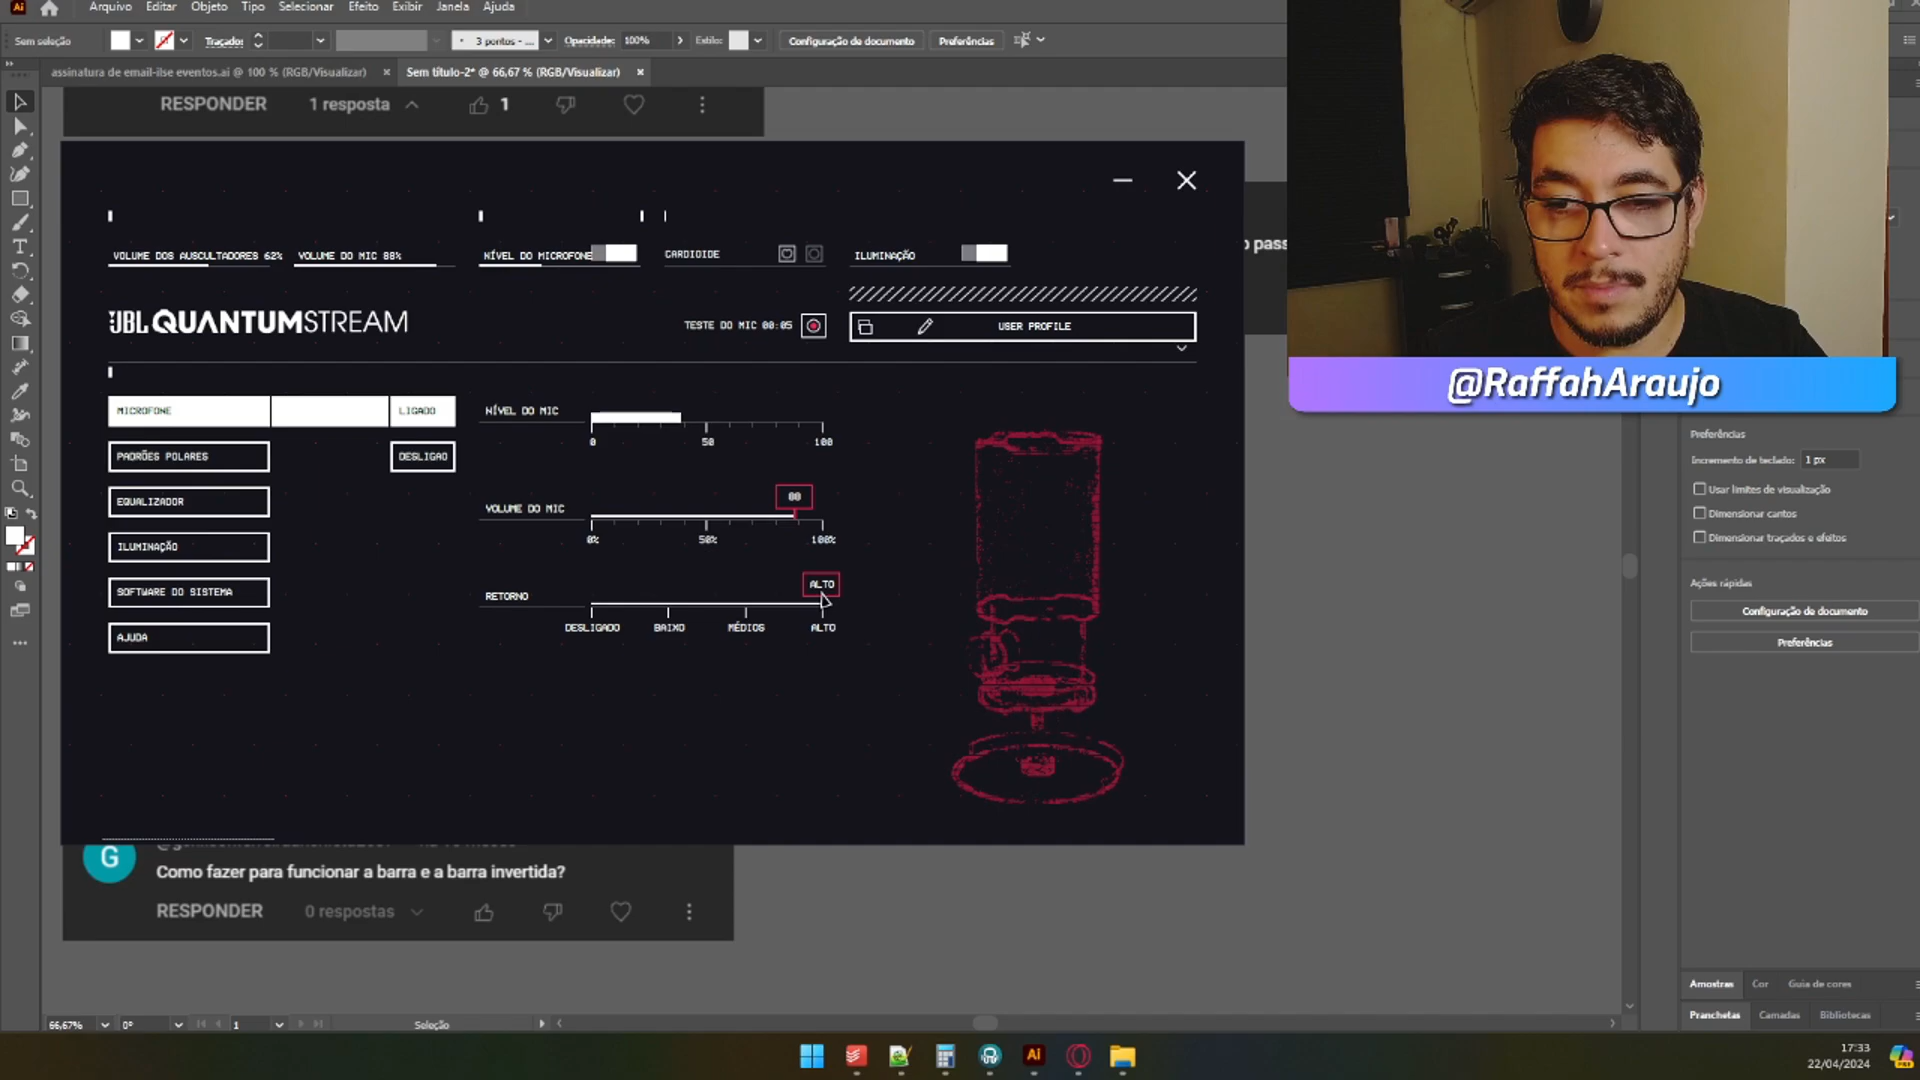 Ai Arquivo Editar Objeto Tipo Selecionar Efeito Exibir Janela Ajuda
Sem seleção Traçado: 3 pontos - ... Opacidade: 100% Estilo: Configuração de documento Preferências
assinatura de email-ilse eventos.ai @ 100 % (RGB/Visualizar) × Sem título-2* @ 66,67 % (RGB/Visualizar) ×
RESPONDER 1 resposta 1
VOLUME DOS AUSCULTADORES 62% VOLUME DO MIC 88% NÍVEL DO MICROFONE CARDIOIDE ILUMINAÇÃO
o pass
JBL QUANTUMSTREAM TESTE DO MIC 00:05 USER PROFILE
@RaffahAraujo
MICROFONE LIGADO NÍVEL DO MIC
0 50 100
PADRÕES POLARES DESLIGAO
EQUALIZADOR VOLUME DO MIC 88
0% 50% 100%
ILUMINAÇÃO
SOFTWARE DO SISTEMA RETORNO ALTO
DESLIGADO BAIXO MÉDIOS ALTO
AJUDA
Preferências
Incremento de teclado: 1 px
Usar limites de visualização
Dimensionar cantos
Dimensionar traçados e efeitos
Ações rápidas
Configuração de documento
Preferências
G
Como fazer para funcionar a barra e a barra invertida?
RESPONDER 0 respostas
Amostras Cor Guia de cores
Pranchetas Camadas Bibliotecas
66,67% 0° 1 Seleção
Ai
17:33
22/04/2024